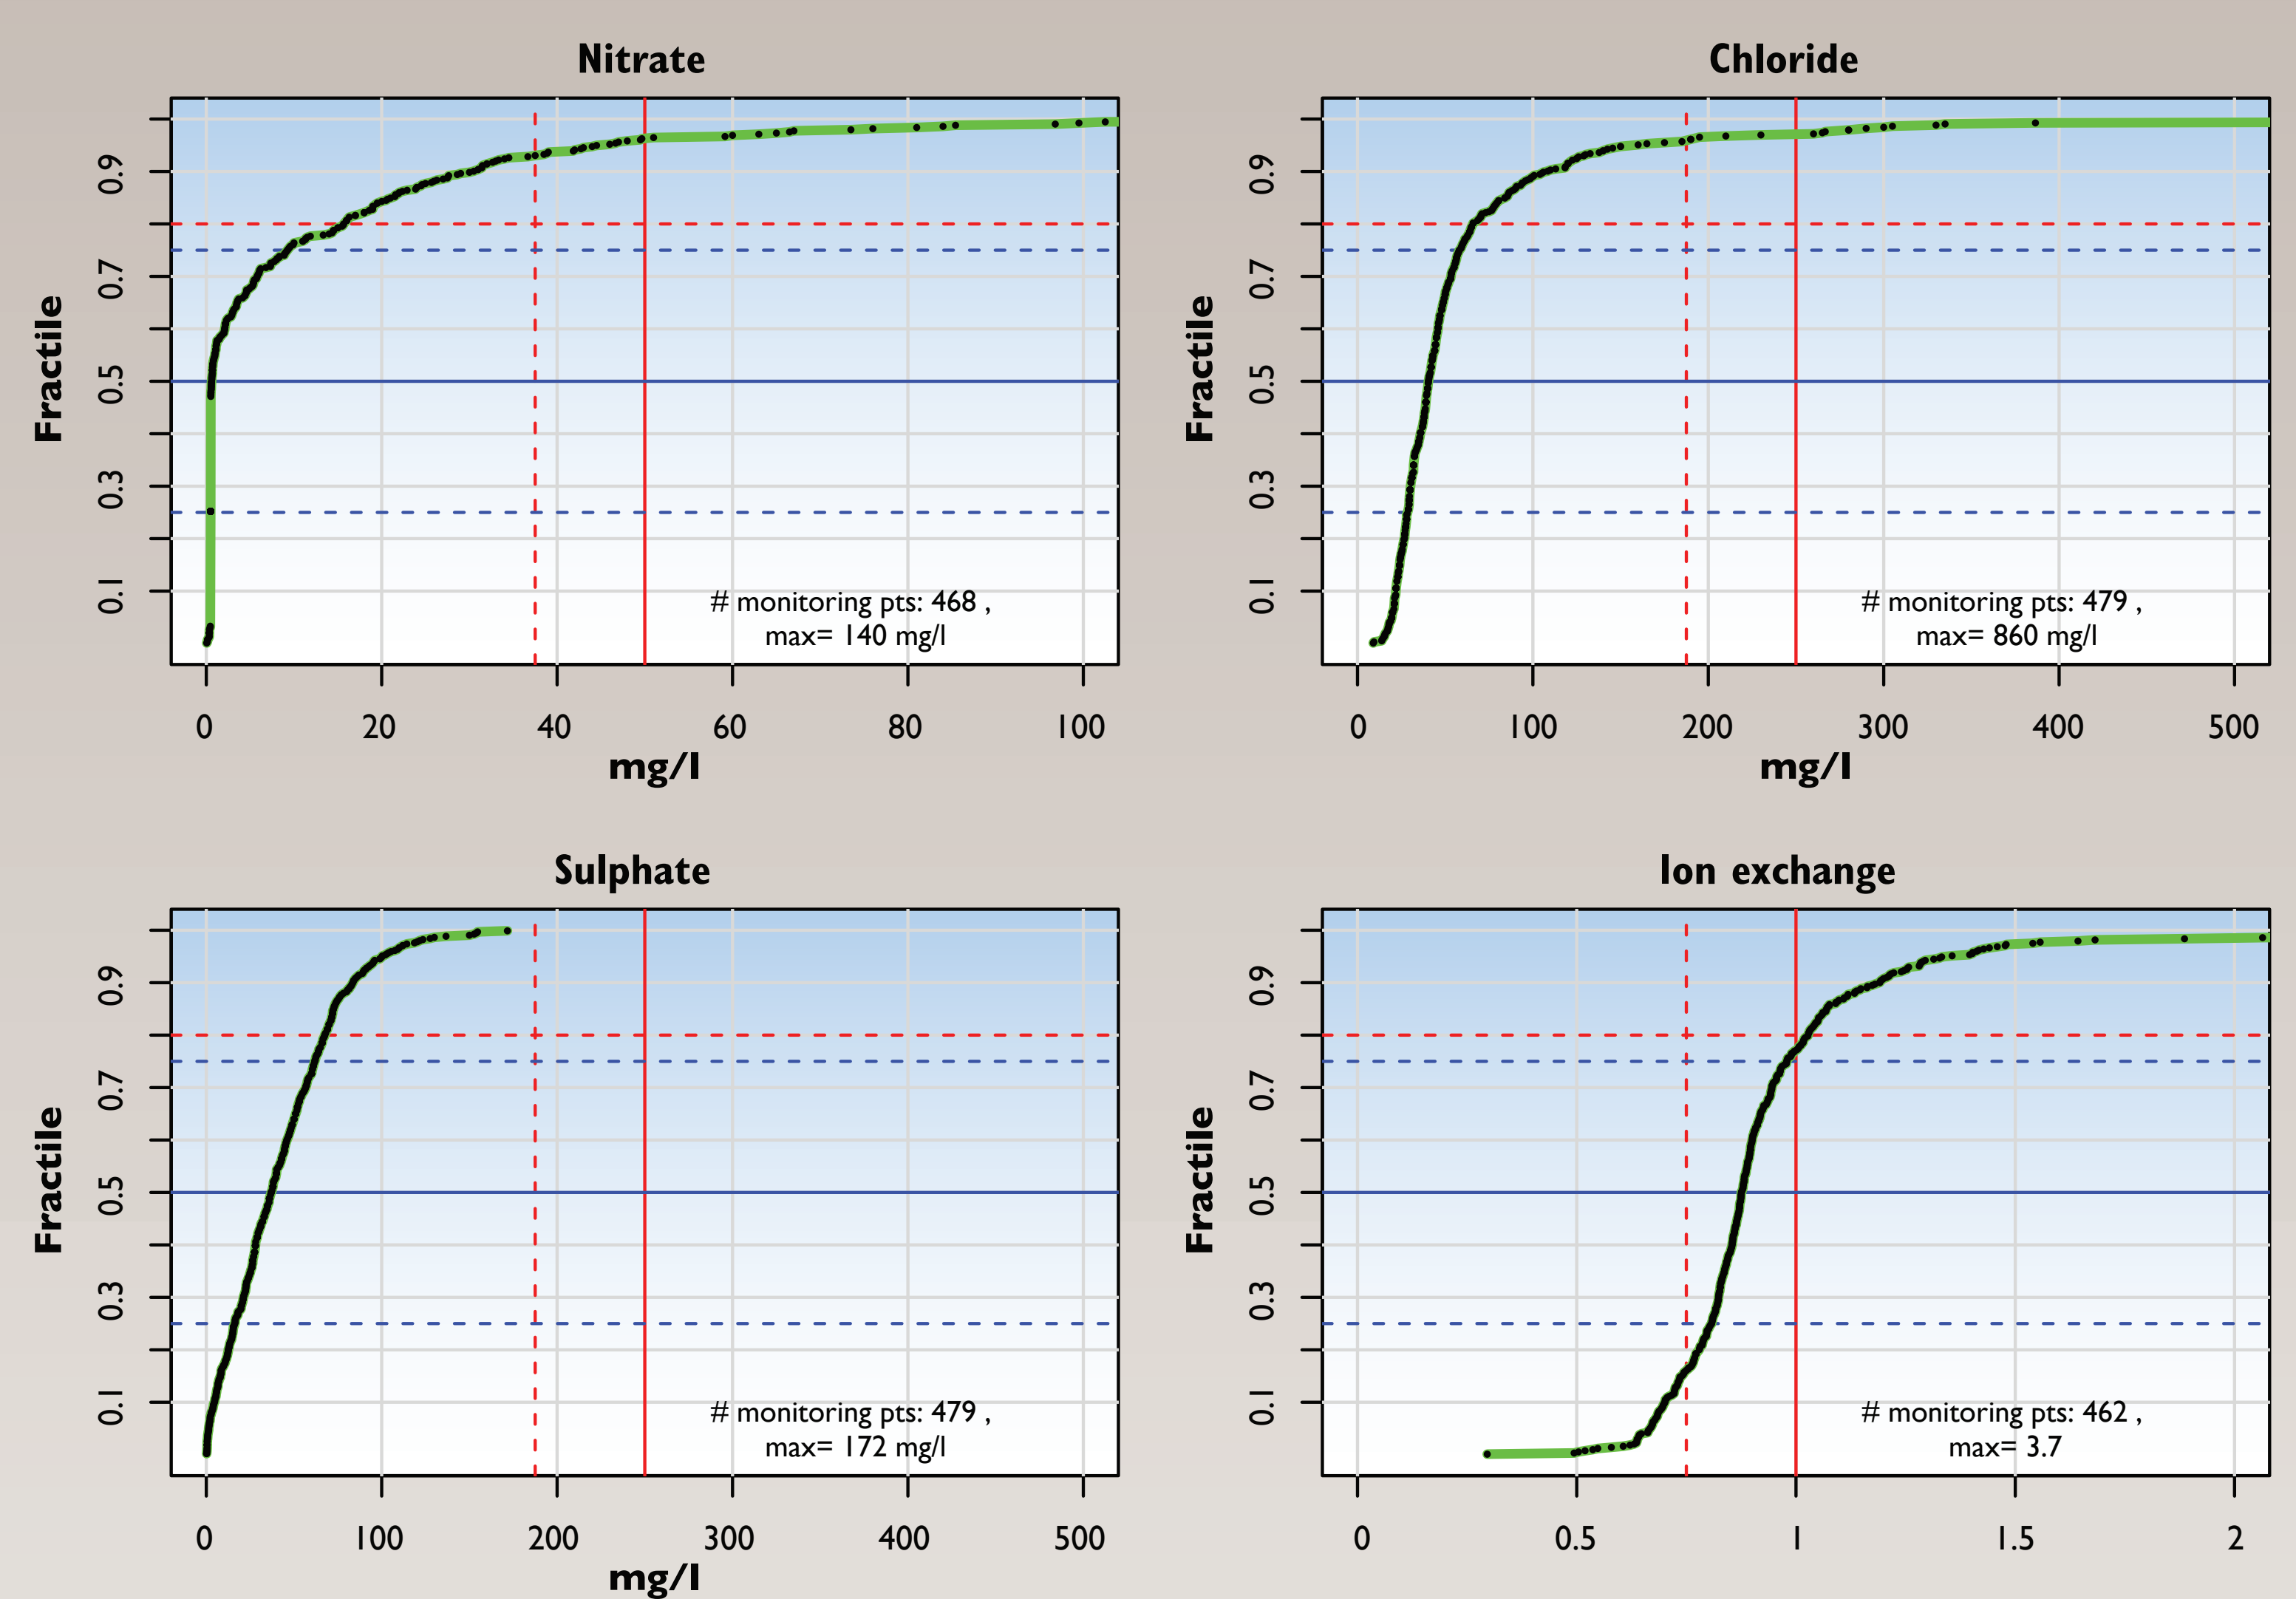 Nitrate
Fractile
0.9
0.7
0.5
0.3
0.1
# monitoring pts: 468 ,
max= 140 mg/l
0 20 40 60 80 100
mg/l
Chloride
Fractile
0.9
0.7
0.5
0.3
0.1
# monitoring pts: 479 ,
max= 860 mg/l
0 100 200 300 400 500
mg/l
Sulphate
Fractile
0.9
0.7
0.5
0.3
0.1
# monitoring pts: 479 ,
max= 172 mg/l
0 100 200 300 400 500
mg/l
Ion exchange
Fractile
0.9
0.7
0.5
0.3
0.1
# monitoring pts: 462 ,
max= 3.7
0 0.5 1 1.5 2